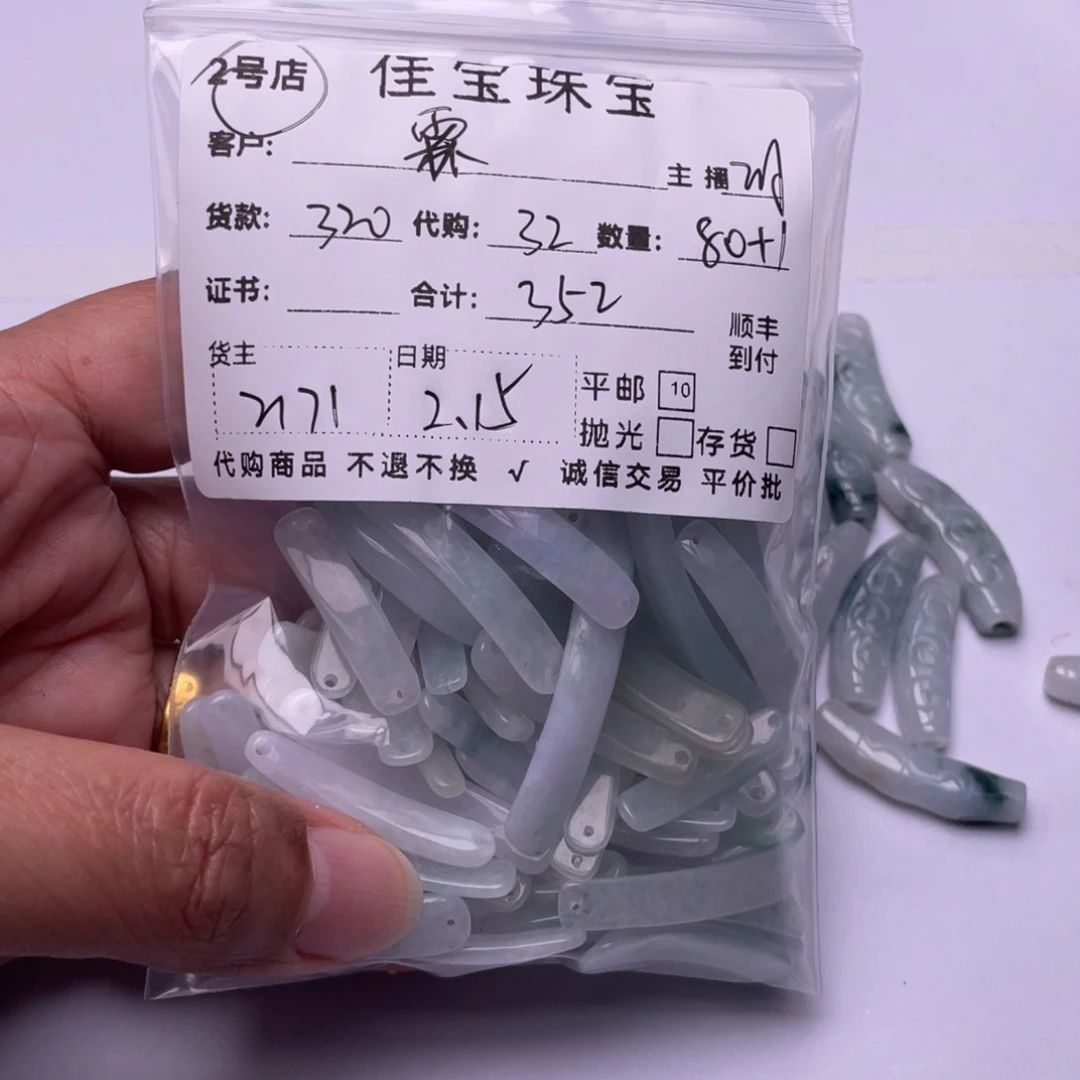 2号店 佳宝珠宝
客户: 霖 主播
货款: 320 代购: 32 数量: 80+1
证书: 合计: 352 顺丰
到付
货主 日期
平邮 10
2171 2.15
抛光 存货
代购商品 不退不换 √ 诚信交易 平价批